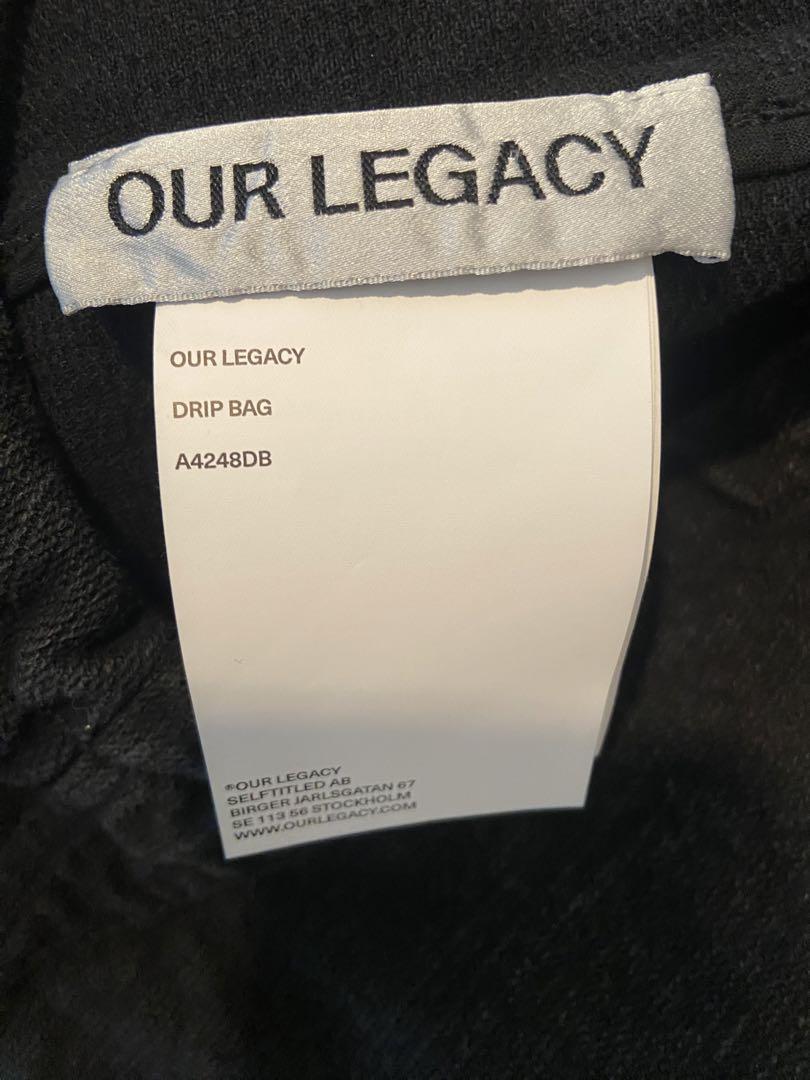 OUR LEGACY
OUR LEGACY
DRIP BAG
A4248DB
®OUR LEGACY
SELFTITLED AB
BIRGER JARLSGATAN 67
SE 113 56 STOCKHOLM
WWW.OURLEGACY.COM